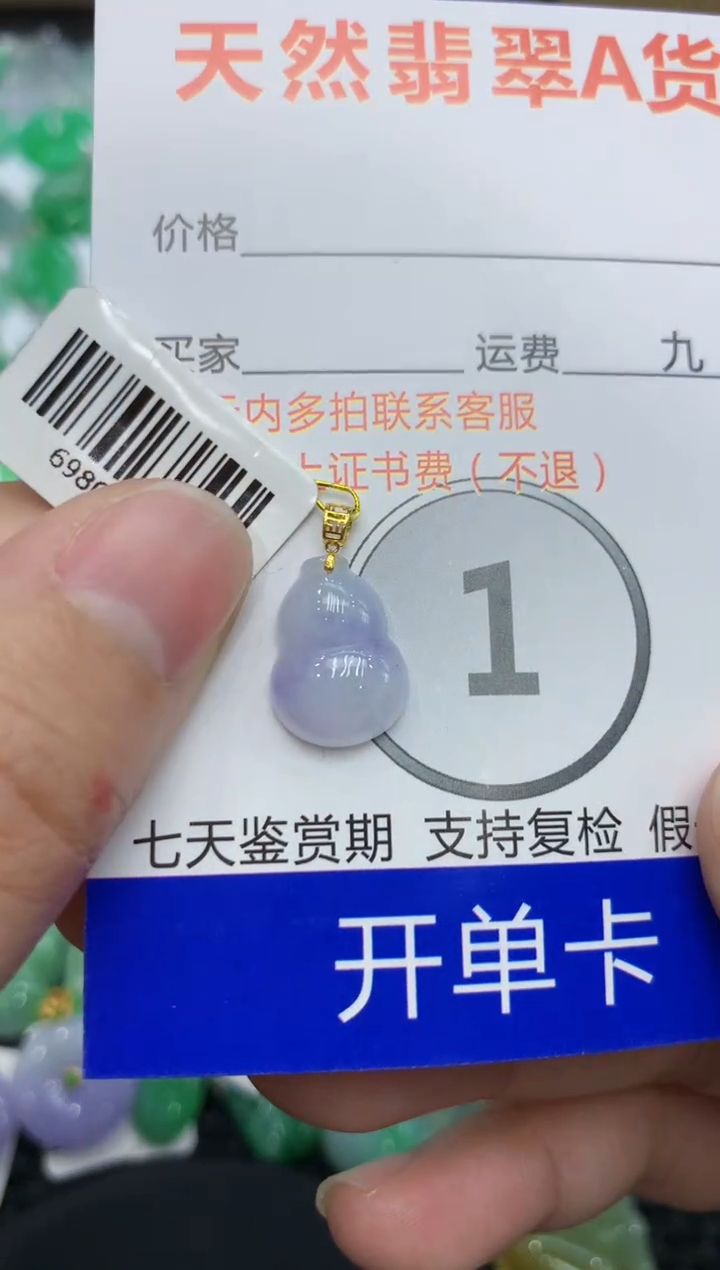 天然翡翠A货
价格
买家 运费 九
内多拍联系客服
证书费（不退）
698
1
七天鉴赏期 支持复检 假
开单卡